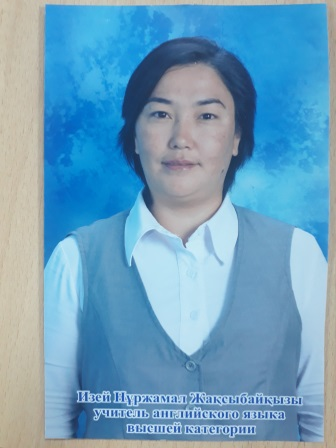 Изей Нұржамал Жақсыбайқызы
учитель английского языка
высшей категории